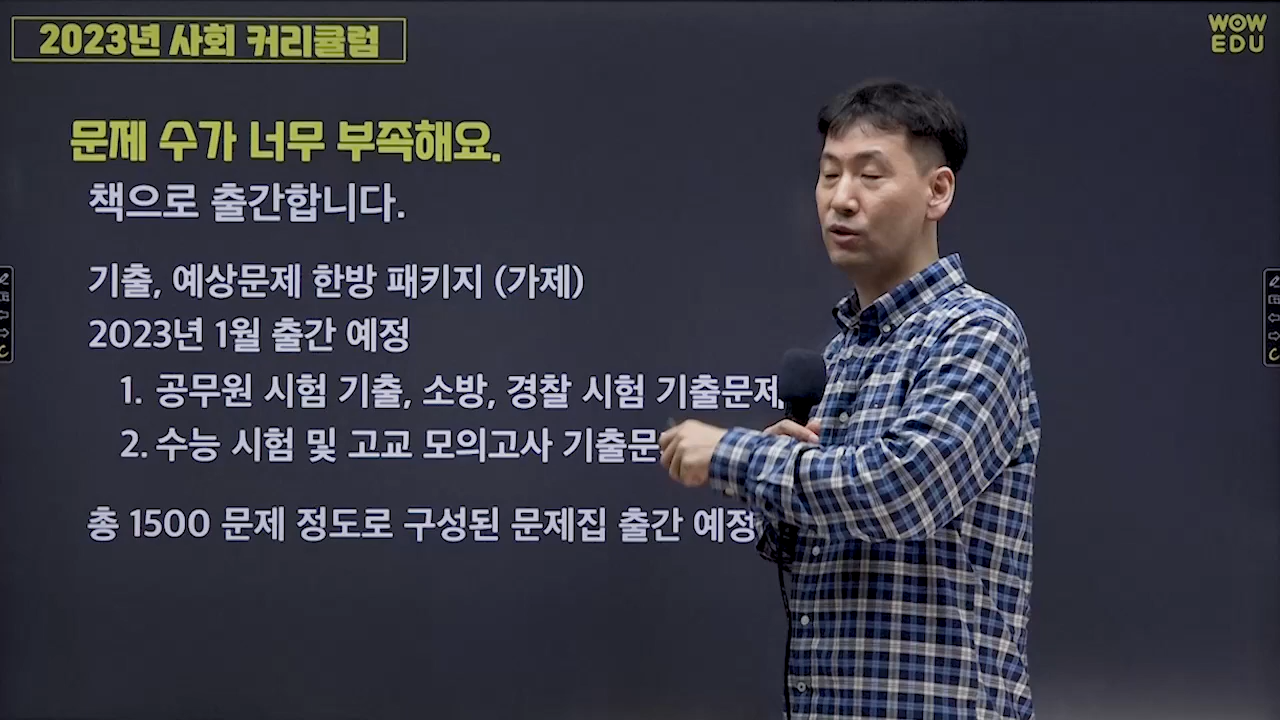 2023년 사회 커리큘럼
WOW
EDU
문제 수가 너무 부족해요.
책으로 출간합니다.
기출, 예상문제 한방 패키지 (가제)
2023년 1월 출간 예정
1. 공무원 시험 기출, 소방, 경찰 시험 기출문제
2. 수능 시험 및 고교 모의고사 기출문
총 1500 문제 정도로 구성된 문제집 출간 예정